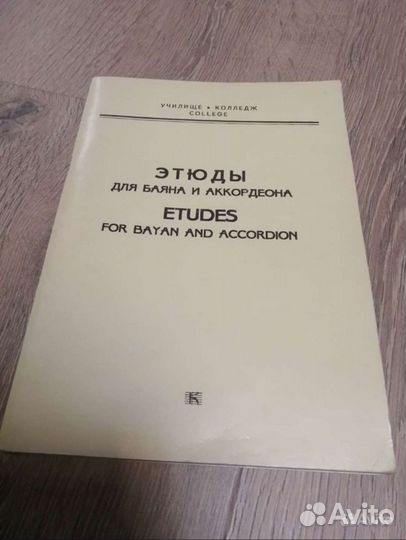 УЧИЛИЩЕ • КОЛЛЕДЖ
COLLEGE
ЭТЮДЫ
ДЛЯ БАЯНА И АККОРДЕОНА
ETUDES
FOR BAYAN AND ACCORDION
К
Avito